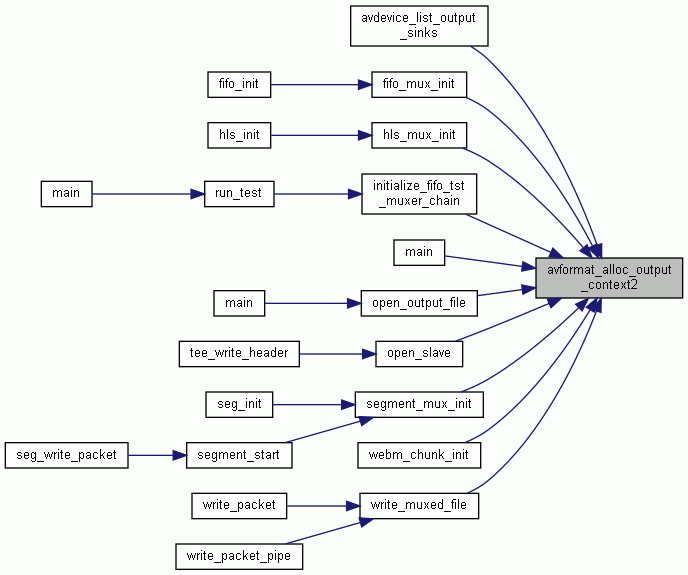 avdevice_list_output
_sinks
fifo_init
fifo_mux_init
hls_init
hls_mux_init
main
run_test
initialize_fifo_tst
_muxer_chain
main
avformat_alloc_output
_context2
main
open_output_file
tee_write_header
open_slave
seg_init
segment_mux_init
seg_write_packet
segment_start
webm_chunk_init
write_packet
write_muxed_file
write_packet_pipe